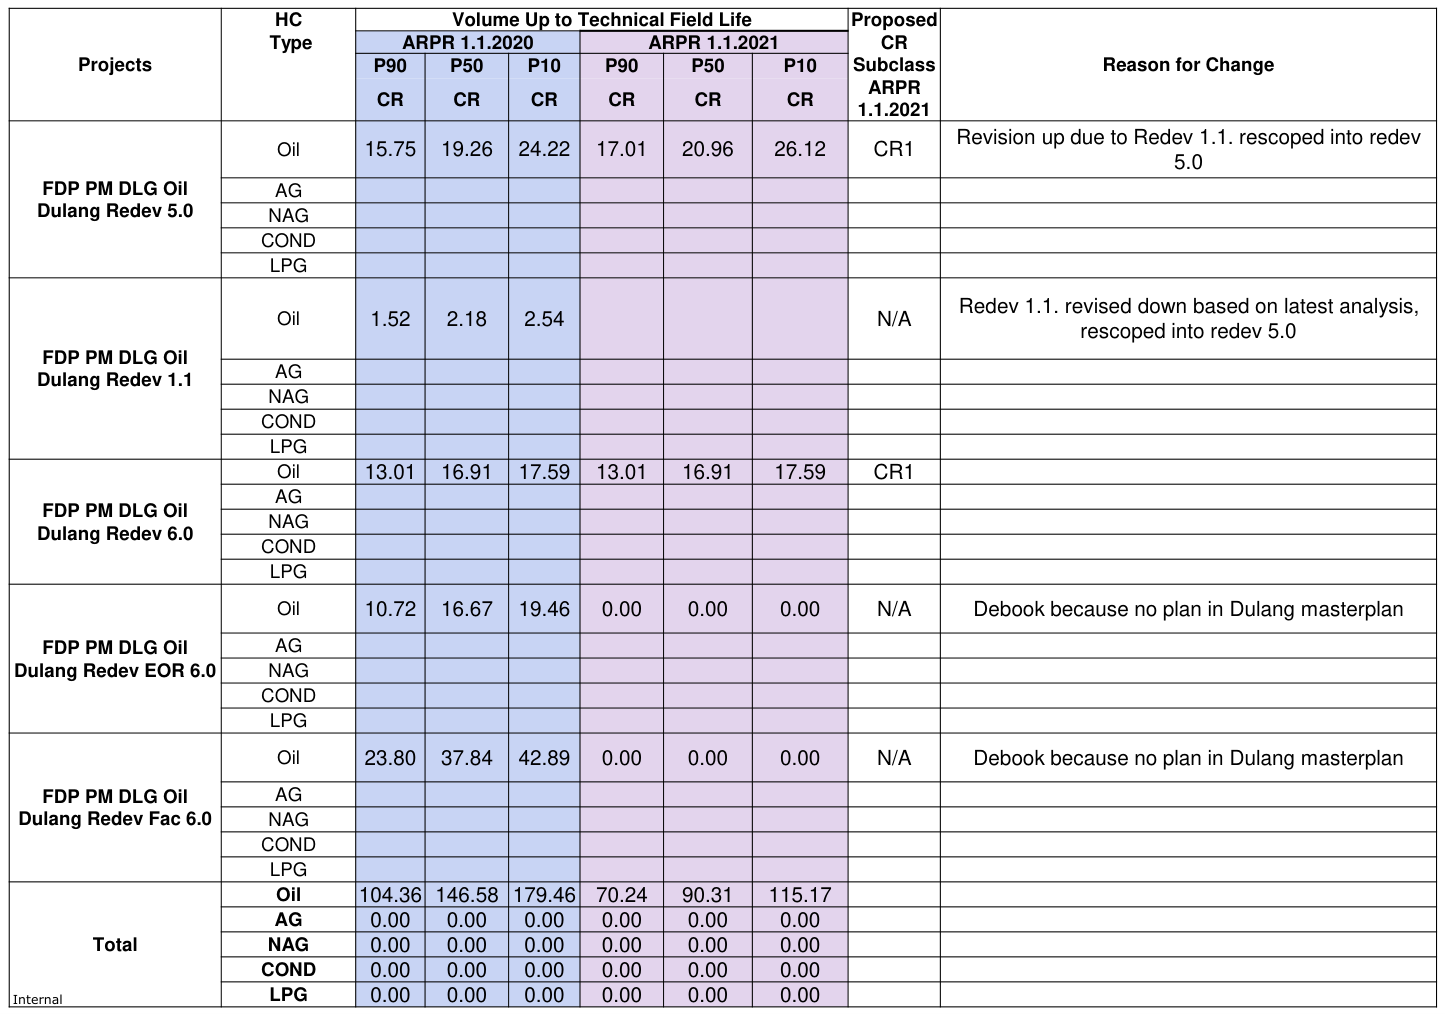 Projects
HC
Type
Volume Up to Technical Field Life
Proposed
CR
Subclass
ARPR
1.1.2021
Reason for Change
ARPR 1.1.2020
ARPR 1.1.2021
P90 P50 P10 P90 P50 P10
CR CR CR CR CR CR
FDP PM DLG Oil
Dulang Redev 5.0
Oil 15.75 19.26 24.22 17.01 20.96 26.12 CR1
Revision up due to Redev 1.1. rescoped into redev
5.0
AG
NAG
COND
LPG
FDP PM DLG Oil
Dulang Redev 1.1
Oil 1.52 2.18 2.54 N/A
Redev 1.1. revised down based on latest analysis,
rescoped into redev 5.0
AG
NAG
COND
LPG
FDP PM DLG Oil
Dulang Redev 6.0
Oil 13.01 16.91 17.59 13.01 16.91 17.59 CR1
AG
NAG
COND
LPG
FDP PM DLG Oil
Dulang Redev EOR 6.0
Oil 10.72 16.67 19.46 0.00 0.00 0.00 N/A Debook because no plan in Dulang masterplan
AG
NAG
COND
LPG
FDP PM DLG Oil
Dulang Redev Fac 6.0
Oil 23.80 37.84 42.89 0.00 0.00 0.00 N/A Debook because no plan in Dulang masterplan
AG
NAG
COND
LPG
Total
Oil 104.36 146.58 179.46 70.24 90.31 115.17
AG 0.00 0.00 0.00 0.00 0.00 0.00
NAG 0.00 0.00 0.00 0.00 0.00 0.00
COND 0.00 0.00 0.00 0.00 0.00 0.00
LPG 0.00 0.00 0.00 0.00 0.00 0.00
Internal